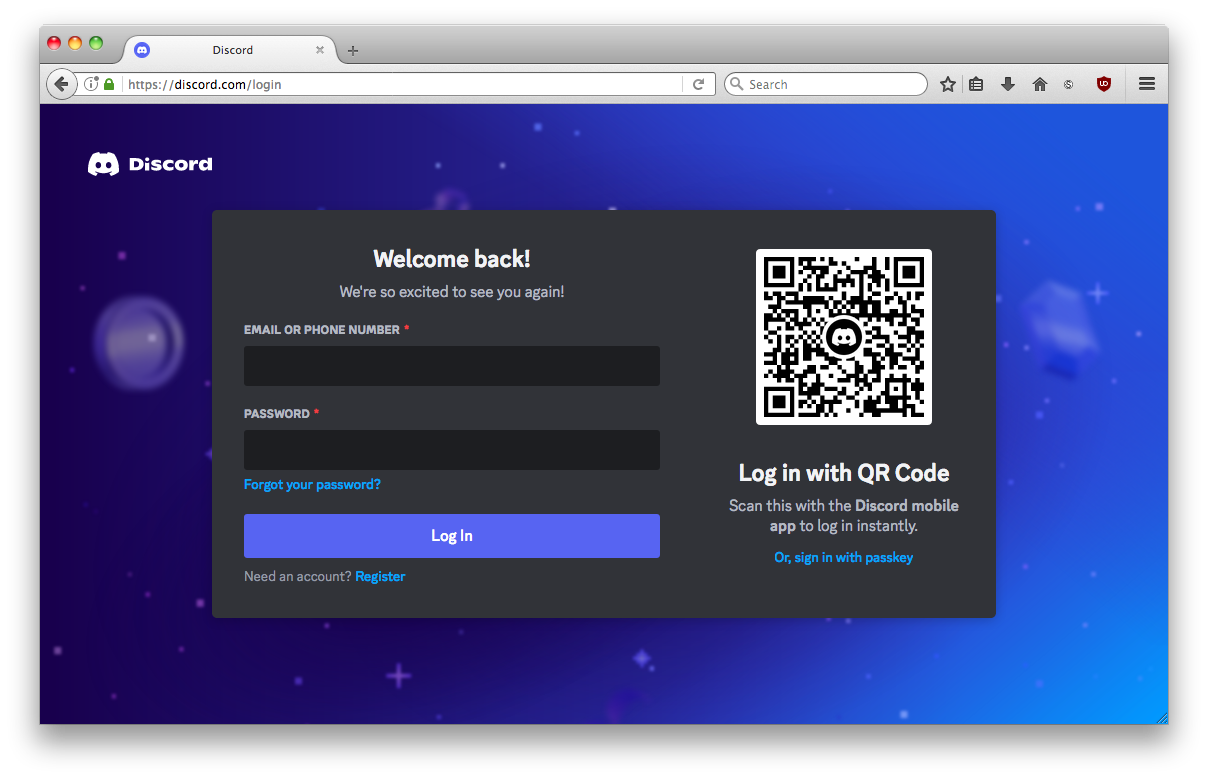 Discord
https://discord.com/login
Search
Discord
Welcome back!
We're so excited to see you again!
EMAIL OR PHONE NUMBER *
PASSWORD *
Forgot your password?
Log In
Need an account? Register
Log in with QR Code
Scan this with the Discord mobile
app to log in instantly.
Or, sign in with passkey